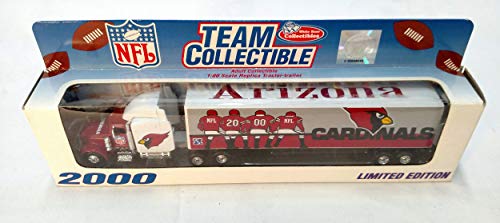 NFL
TEAM
COLLECTIBLE
White Rose
Collectibles
Adult Collectible
1:80 Scale Replica Tractor-trailer
Arizona
NFL 20 00 NFL
CARDINALS
2000
LIMITED EDITION